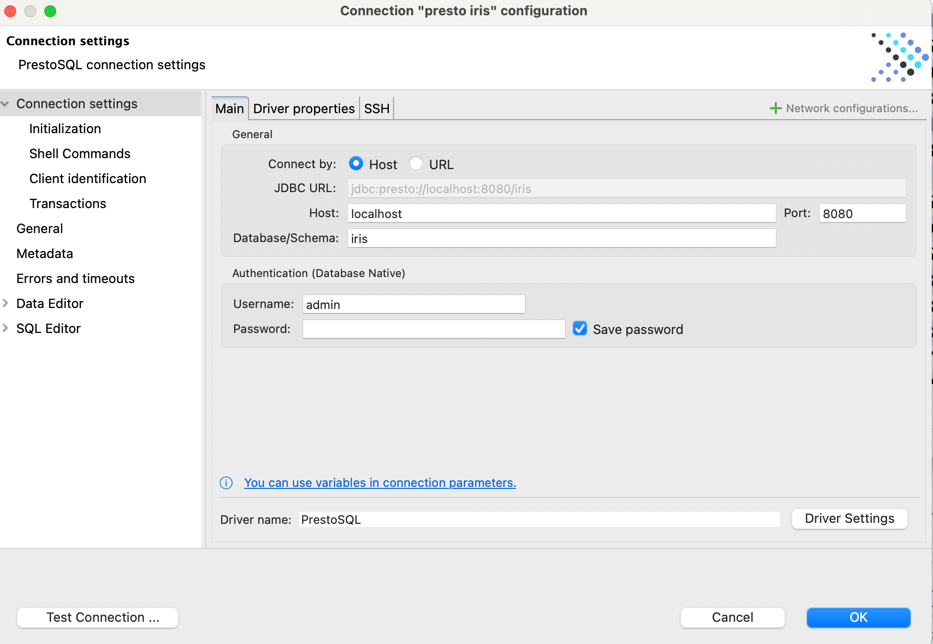 Connection "presto iris" configuration
Connection settings
PrestoSQL connection settings
Connection settings
Initialization
Shell Commands
Client identification
Transactions
General
Metadata
Errors and timeouts
Data Editor
SQL Editor
Main
Driver properties
SSH
Network configurations...
General
Connect by: Host URL
JDBC URL: jdbc:presto://localhost:8080/iris
Host: localhost Port: 8080
Database/Schema: iris
Authentication (Database Native)
Username: admin
Password: Save password
You can use variables in connection parameters.
Driver name: PrestoSQL Driver Settings
Test Connection ... Cancel OK